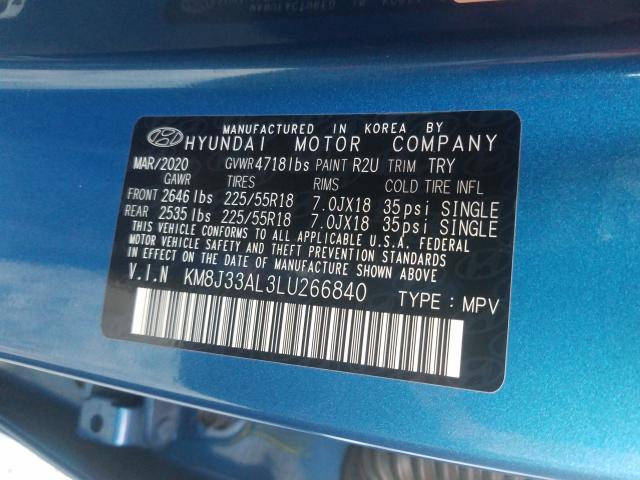 MANUFACTURED IN KOREA BY
HYUNDAI MOTOR COMPANY
MAR/2020 GVWR 4718 lbs PAINT R2U TRIM TRY
GAWR TIRES RIMS COLD TIRE INFL
FRONT 2646 lbs 225/55R18 7.0JX18 35psi SINGLE
REAR 2535 lbs 225/55R18 7.0JX18 35psi SINGLE
THIS VEHICLE CONFORMS TO ALL APPLICABLE U.S.A. FEDERAL
MOTOR VEHICLE SAFETY AND THEFT PREVENTION STANDARDS
IN EFFECT ON THE DATE OF MANUFACTURE SHOWN ABOVE.
V.I.N KM8J33AL3LU266840 TYPE : MPV